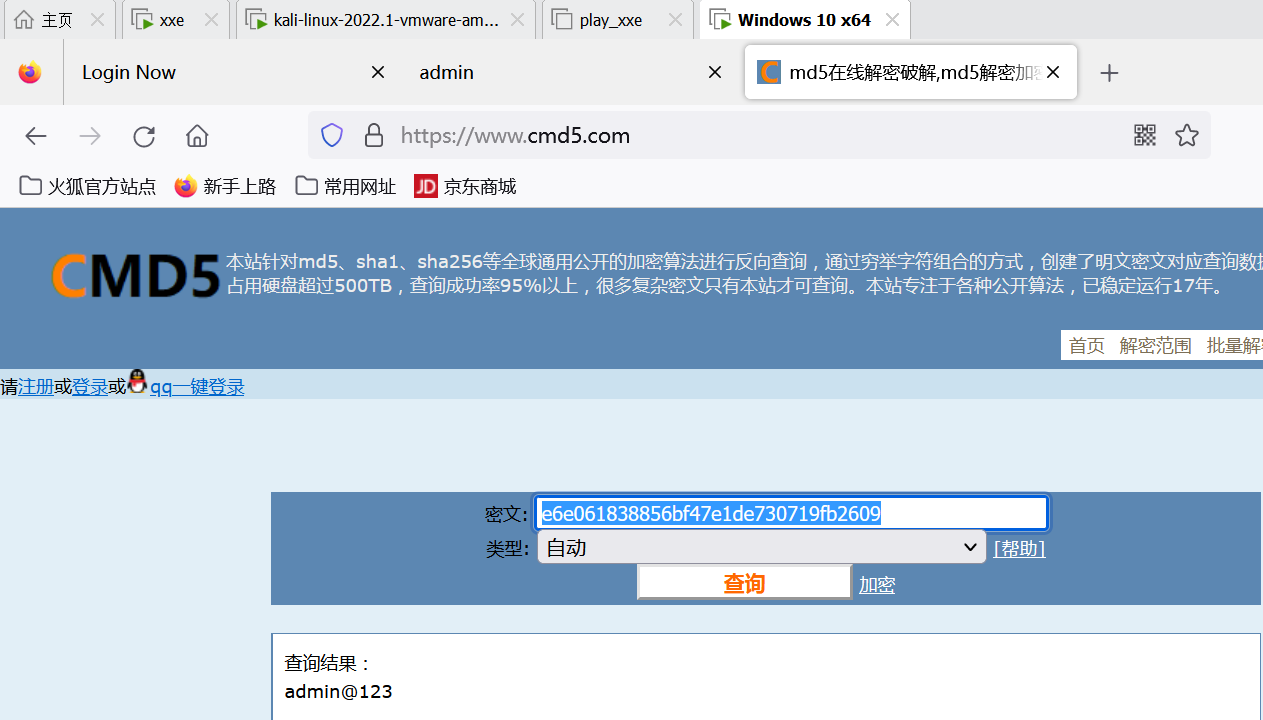 主页 xxe kali-linux-2022.1-vmware-am... play_xxe Windows 10 x64
Login Now admin md5在线解密破解,md5解密加密
https://www.cmd5.com
火狐官方站点 新手上路 常用网址 JD 京东商城
CMD5 本站针对md5、sha1、sha256等全球通用公开的加密算法进行反向查询，通过穷举字符组合的方式，创建了明文密文对应查询数据
占用硬盘超过500TB，查询成功率95%以上，很多复杂密文只有本站才可查询。本站专注于各种公开算法，已稳定运行17年。
首页 解密范围 批量解密
请注册或登录或qq一键登录
密文: e6e061838856bf47e1de730719fb2609
类型: 自动 [帮助]
查询 加密
查询结果：
admin@123